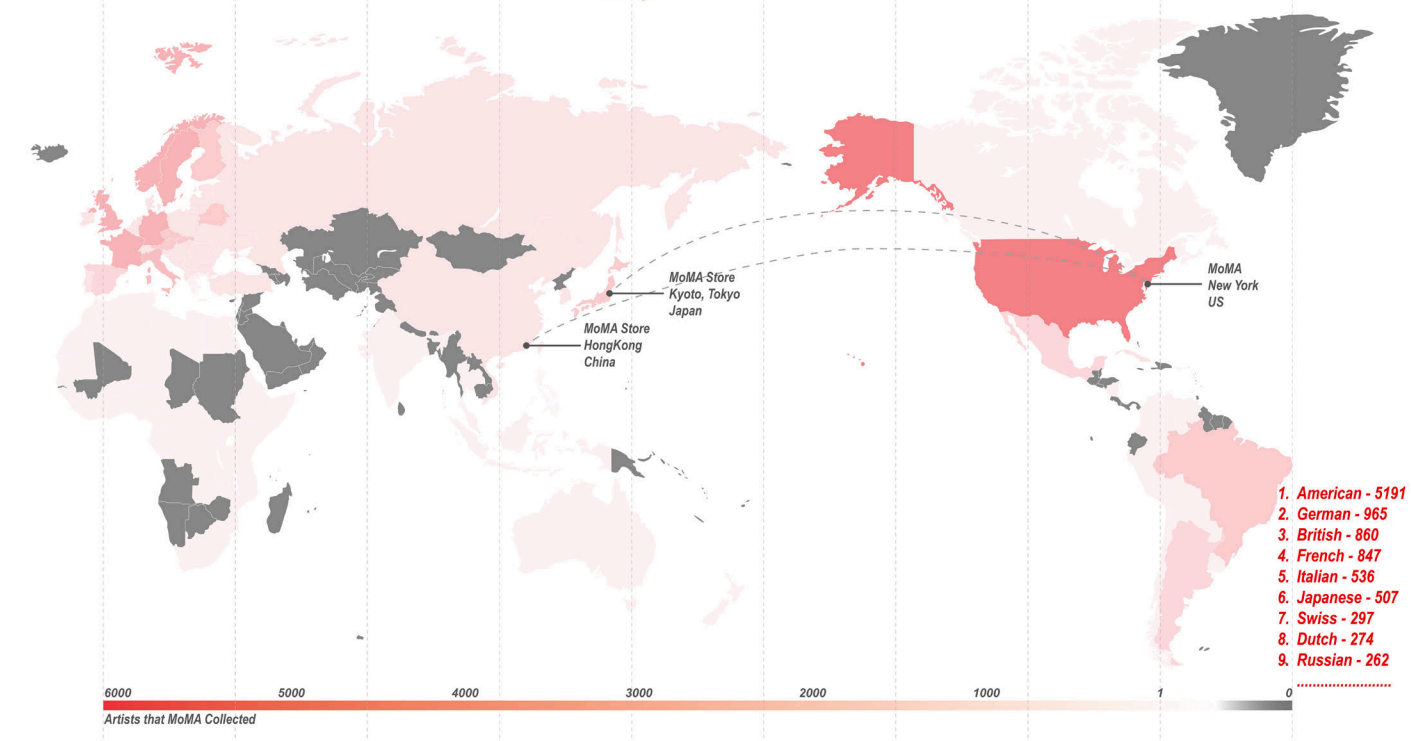 MoMA Store
Kyoto, Tokyo
Japan
MoMA Store
HongKong
China
MoMA
New York
US
1. American - 5191
2. German - 965
3. British - 860
4. French - 847
5. Italian - 536
6. Japanese - 507
7. Swiss - 297
8. Dutch - 274
9. Russian - 262
........................
6000 5000 4000 3000 2000 1000 1 0
Artists that MoMA Collected